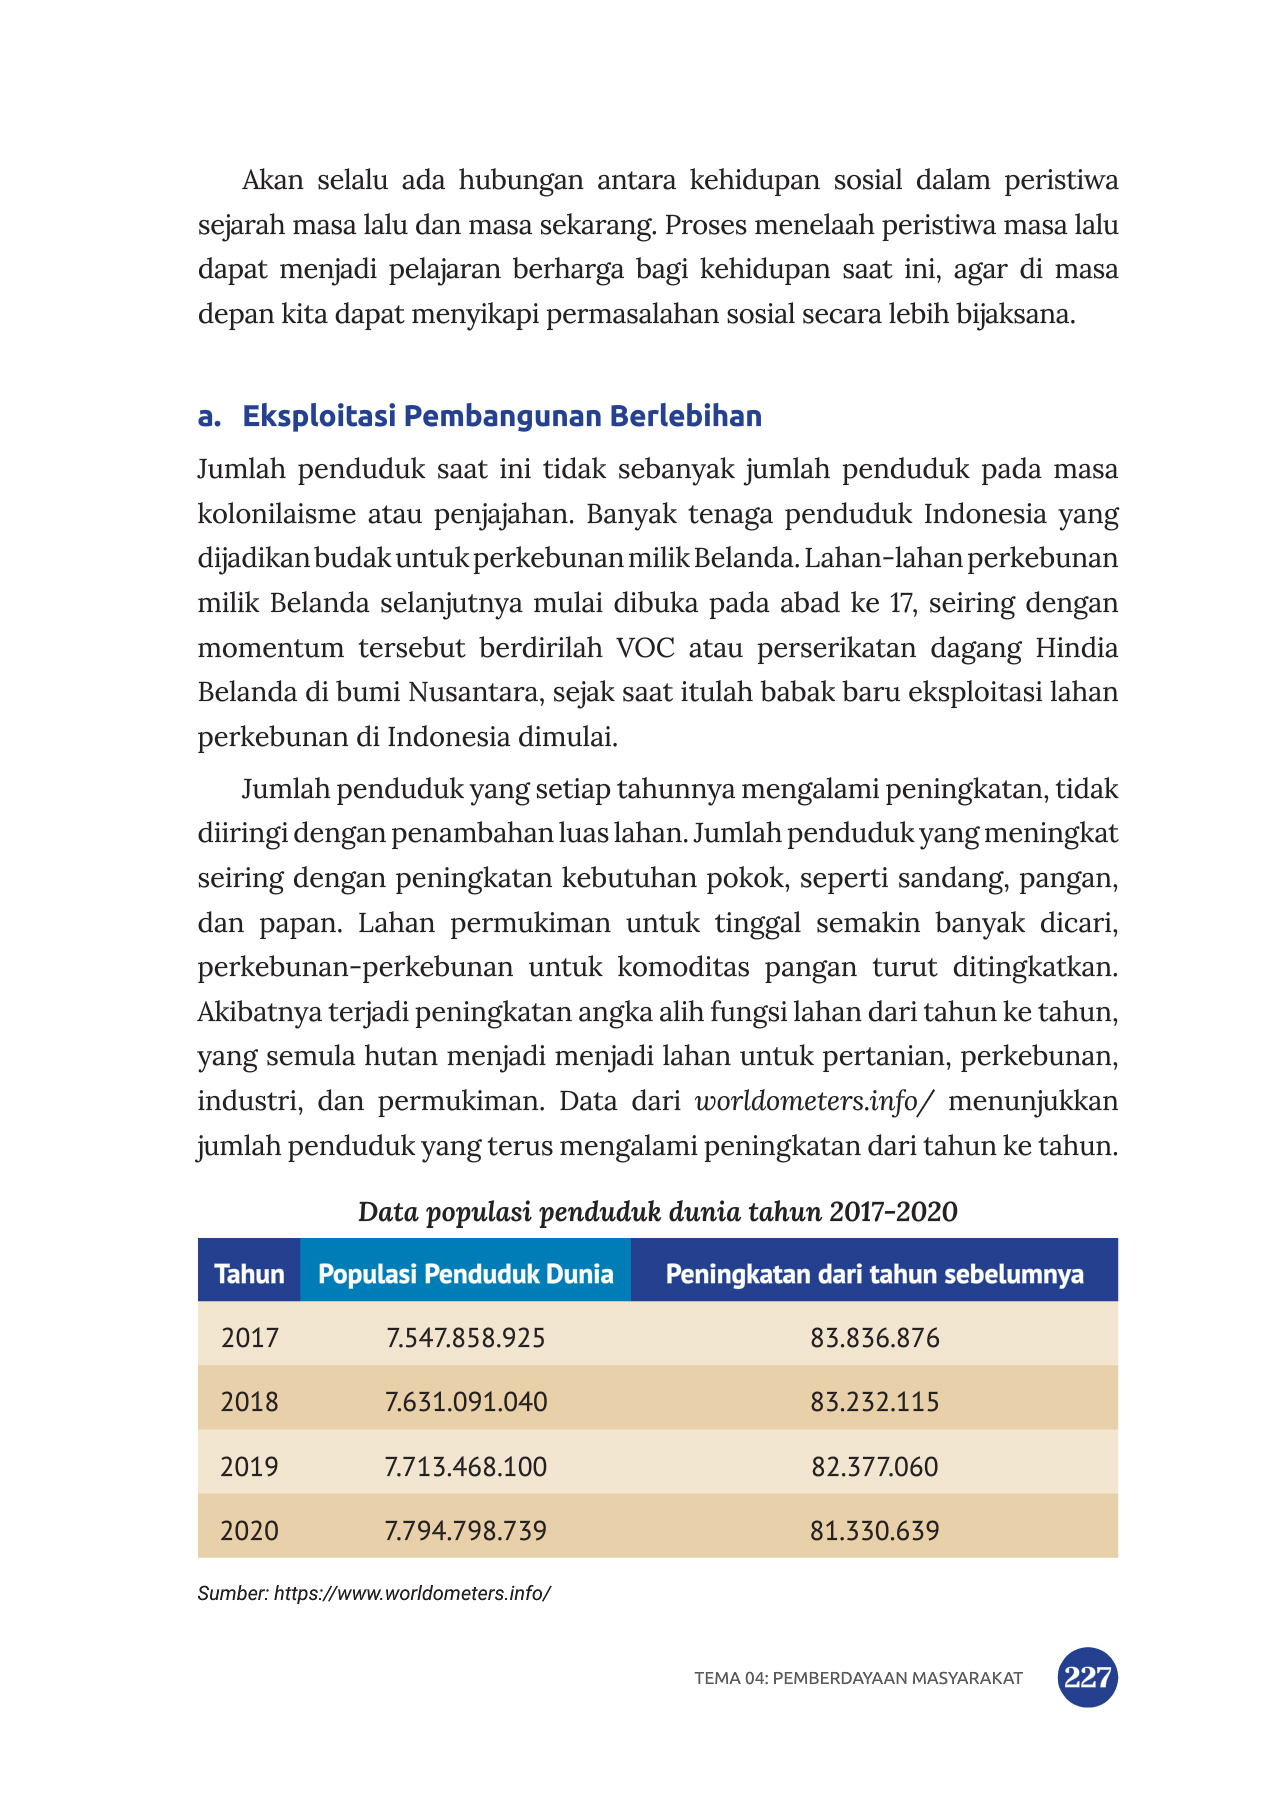 Akan selalu ada hubungan antara kehidupan sosial dalam peristiwa
sejarah masa lalu dan masa sekarang. Proses menelaah peristiwa masa lalu
dapat menjadi pelajaran berharga bagi kehidupan saat ini, agar di masa
depan kita dapat menyikapi permasalahan sosial secara lebih bijaksana.
a. Eksploitasi Pembangunan Berlebihan
Jumlah penduduk saat ini tidak sebanyak jumlah penduduk pada masa
kolonilaisme atau penjajahan. Banyak tenaga penduduk Indonesia yang
dijadikan budak untuk perkebunan milik Belanda. Lahan-lahan perkebunan
milik Belanda selanjutnya mulai dibuka pada abad ke 17, seiring dengan
momentum tersebut berdirilah VOC atau perserikatan dagang Hindia
Belanda di bumi Nusantara, sejak saat itulah babak baru eksploitasi lahan
perkebunan di Indonesia dimulai.
Jumlah penduduk yang setiap tahunnya mengalami peningkatan, tidak
diiringi dengan penambahan luas lahan. Jumlah penduduk yang meningkat
seiring dengan peningkatan kebutuhan pokok, seperti sandang, pangan,
dan papan. Lahan permukiman untuk tinggal semakin banyak dicari,
perkebunan-perkebunan untuk komoditas pangan turut ditingkatkan.
Akibatnya terjadi peningkatan angka alih fungsi lahan dari tahun ke tahun,
yang semula hutan menjadi menjadi lahan untuk pertanian, perkebunan,
industri, dan permukiman. Data dari worldometers.info/ menunjukkan
jumlah penduduk yang terus mengalami peningkatan dari tahun ke tahun.
Data populasi penduduk dunia tahun 2017-2020
Tahun Populasi Penduduk Dunia Peningkatan dari tahun sebelumnya
2017 7.547.858.925 83.836.876
2018 7.631.091.040 83.232.115
2019 7.713.468.100 82.377.060
2020 7.794.798.739 81.330.639
Sumber: https://www.worldometers.info/
TEMA 04: PEMBERDAYAAN MASYARAKAT 227